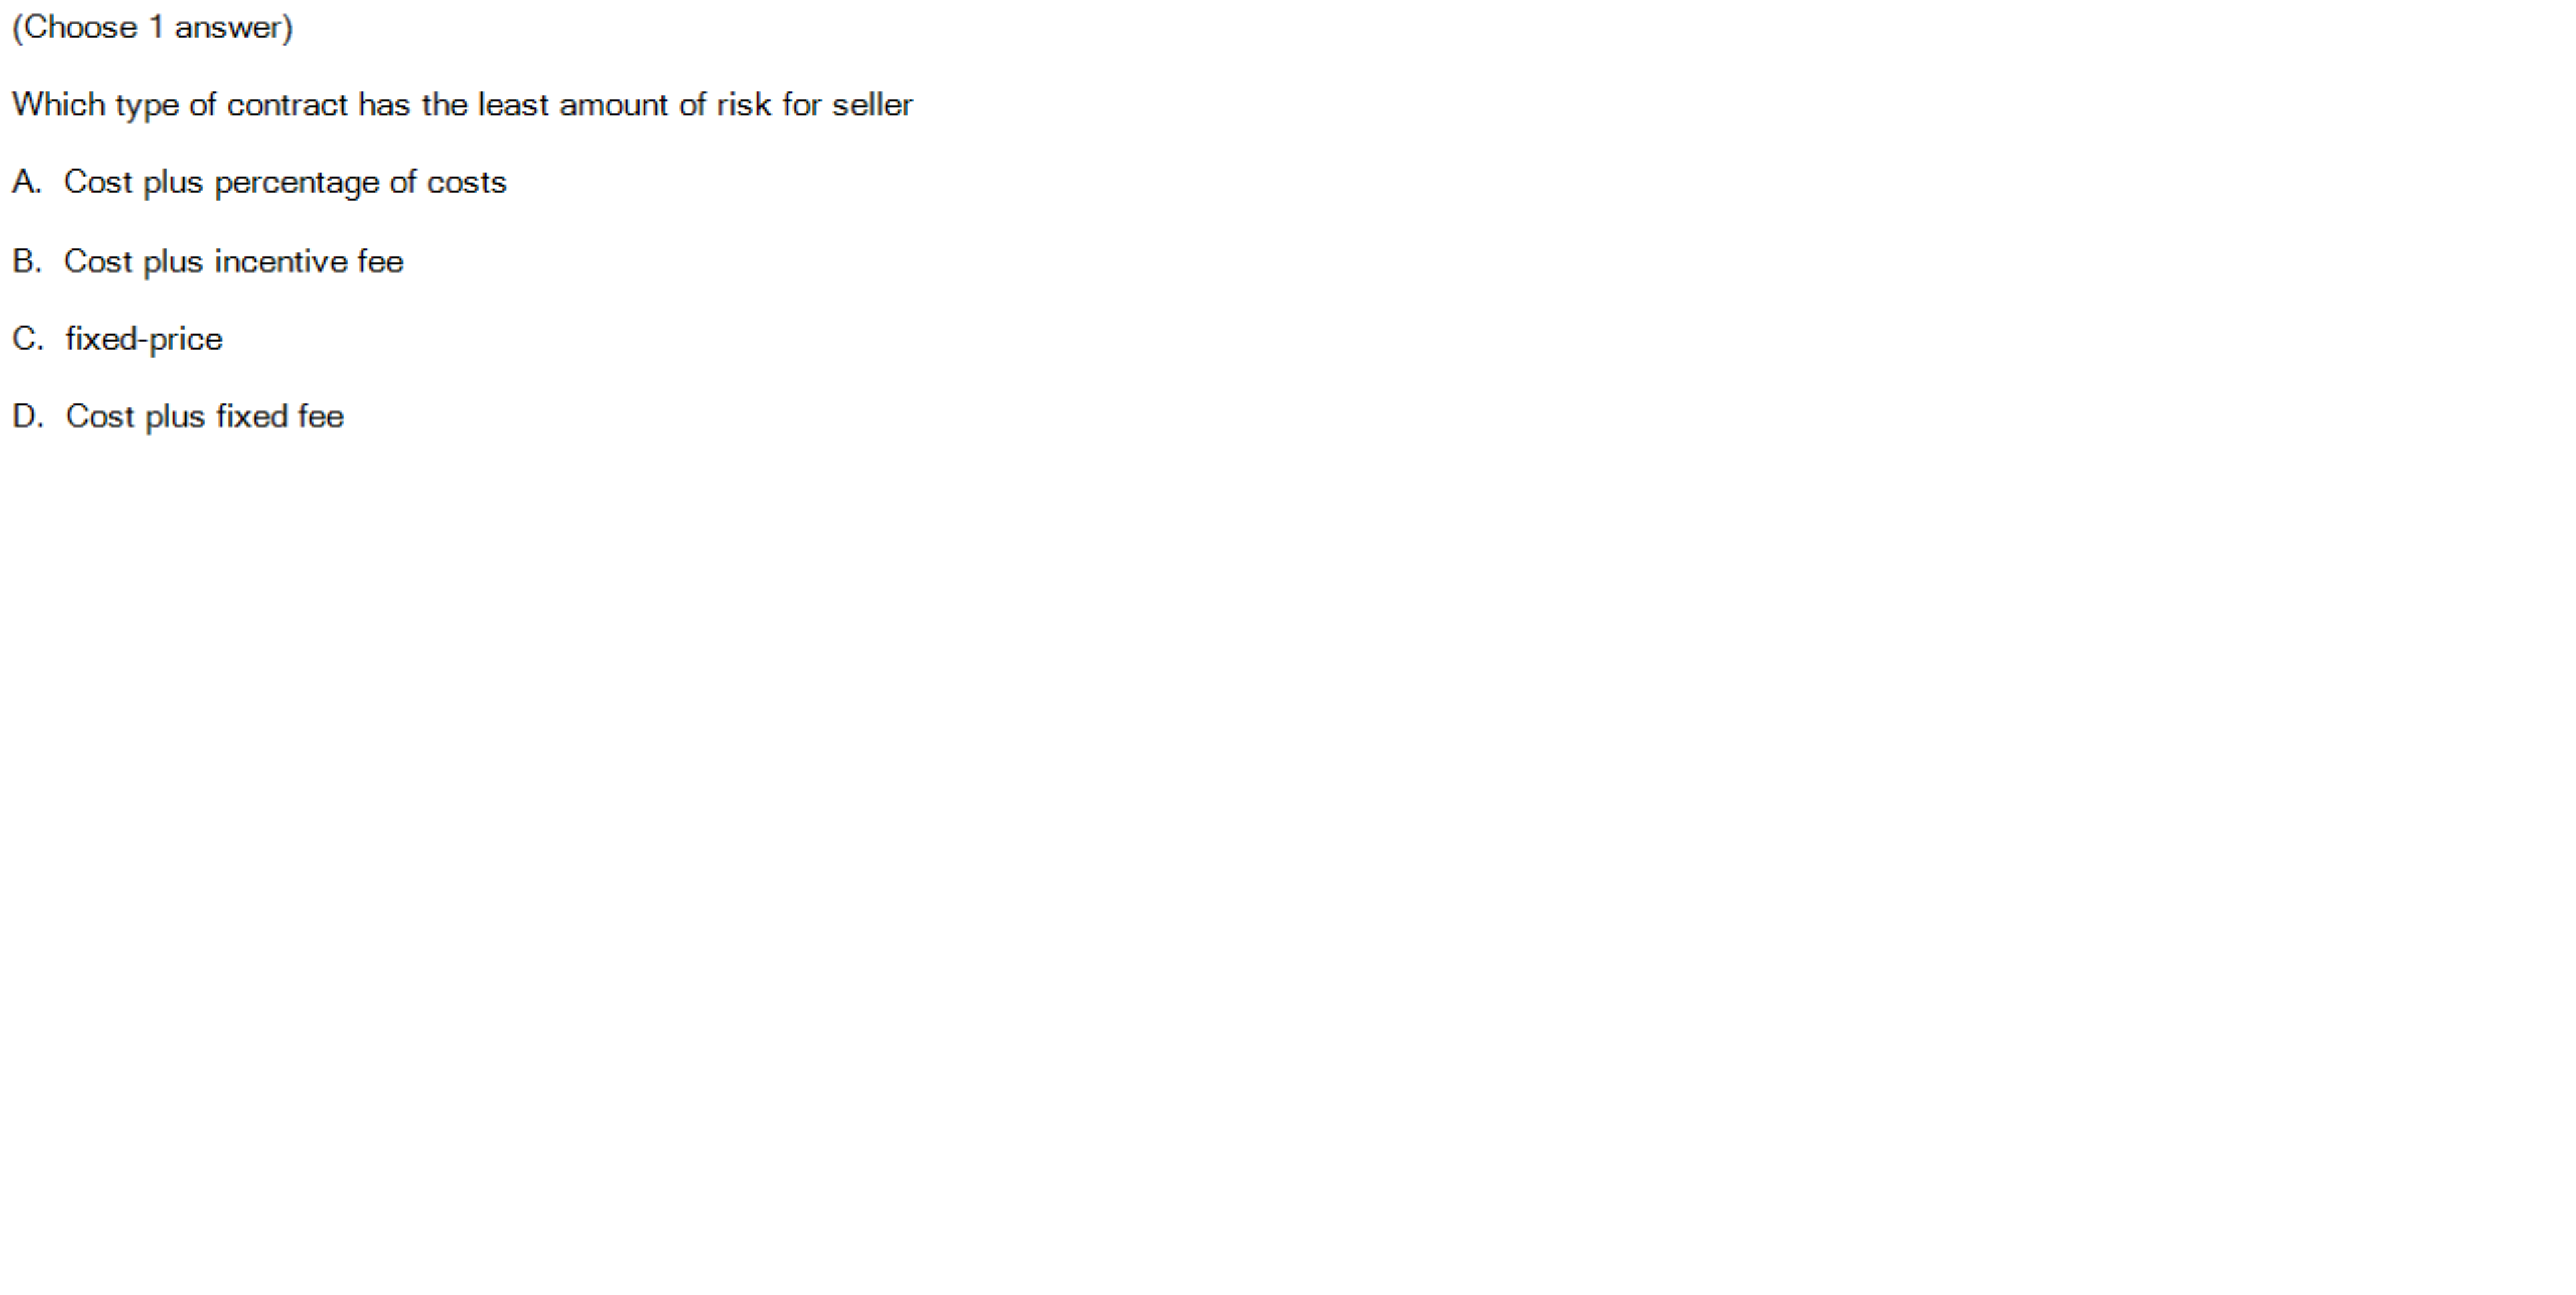 (Choose 1 answer)
Which type of contract has the least amount of risk for seller
A. Cost plus percentage of costs
B. Cost plus incentive fee
C. fixed-price
D. Cost plus fixed fee